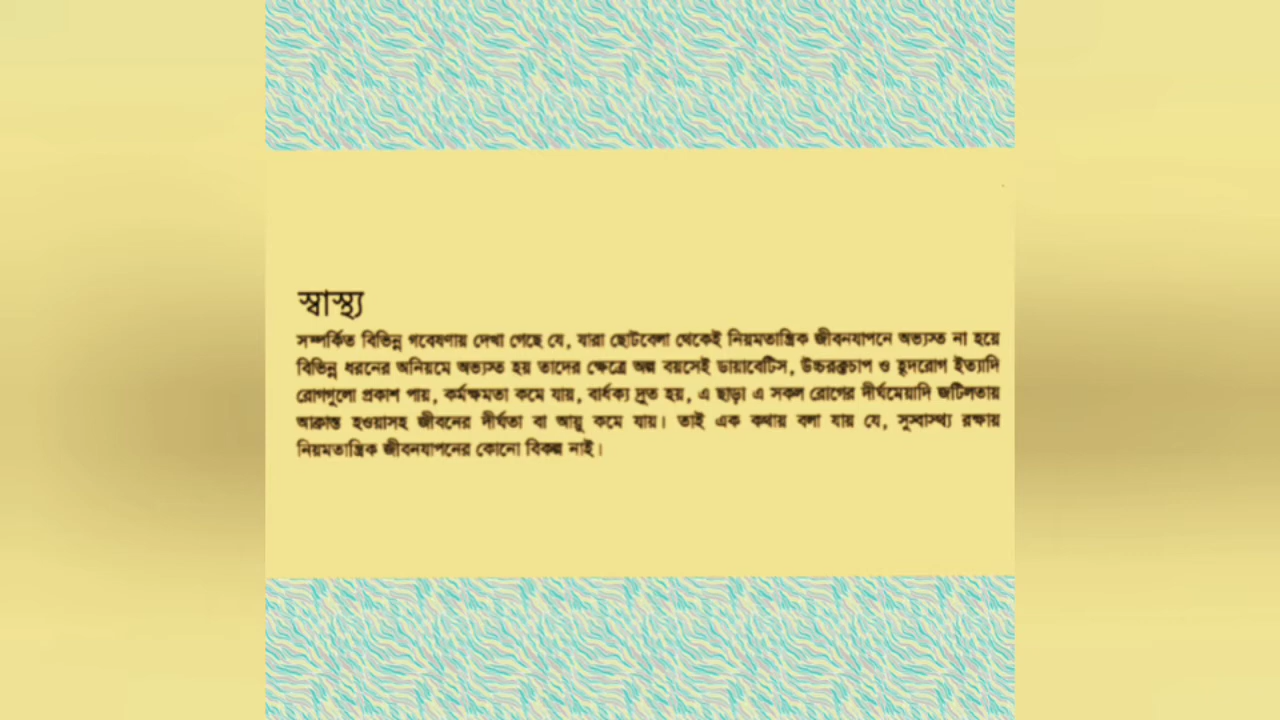 স্বাস্থ্য
সম্পর্কিত বিভিন্ন গবেষণায় দেখা গেছে যে, যারা ছোটবেলা থেকেই নিয়মতান্ত্রিক জীবনযাপনে অভ্যস্ত না হয়ে
বিভিন্ন ধরনের অনিয়মে অভ্যস্ত হয় তাদের ক্ষেত্রে অল্প বয়সেই ডায়াবেটিস, উচ্চরক্তচাপ ও হৃদরোগ ইত্যাদি
রোগগুলো প্রকাশ পায়, কর্মক্ষমতা কমে যায়, বার্ধক্য দ্রুত হয়, এ ছাড়া এ সকল রোগের দীর্ঘমেয়াদি জটিলতায়
আক্রান্ত হওয়াসহ জীবনের দীর্ঘতা বা আয়ু কমে যায়। তাই এক কথায় বলা যায় যে, সুস্বাস্থ্য রক্ষায়
নিয়মতান্ত্রিক জীবনযাপনের কোনো বিকল্প নাই।